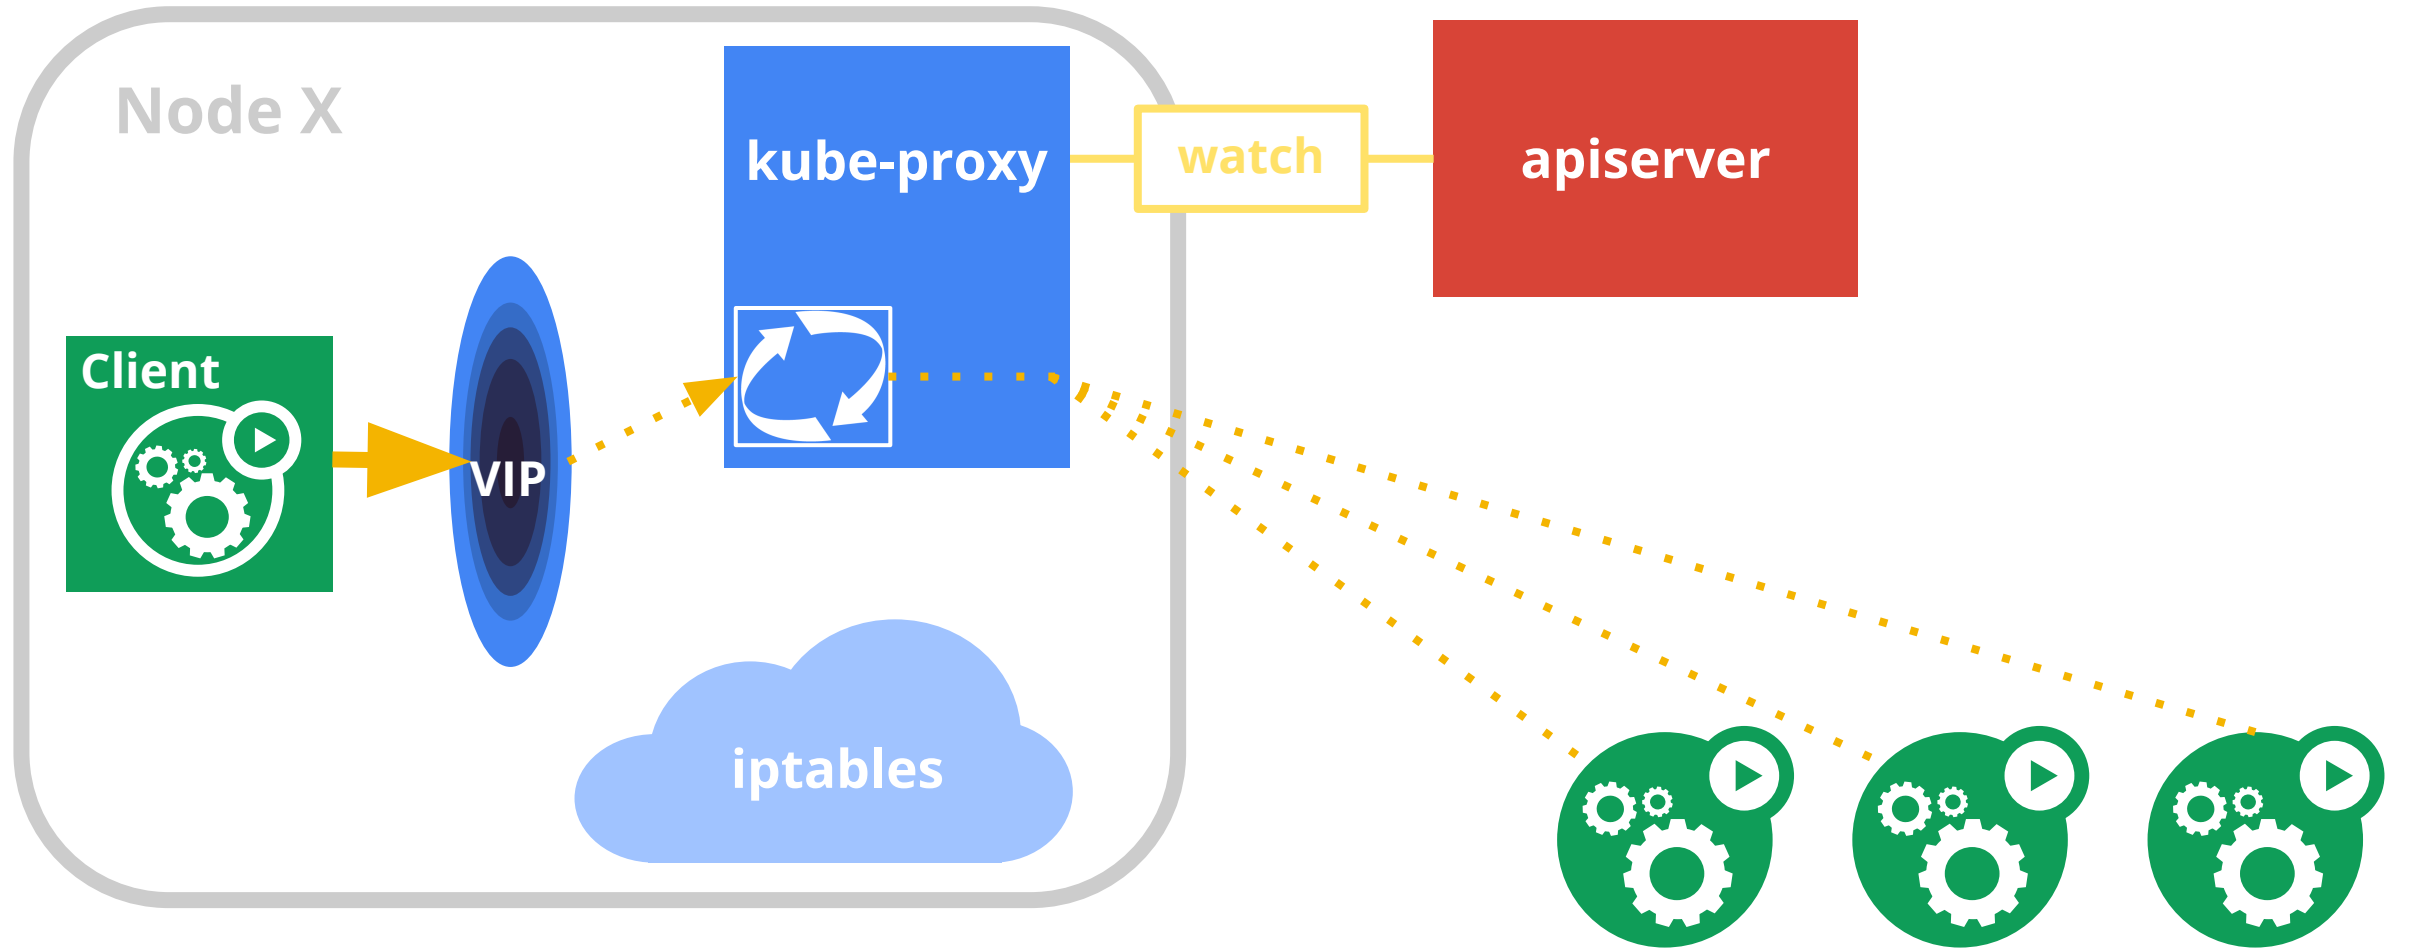 Node X
kube-proxy
watch
apiserver
Client
VIP
iptables